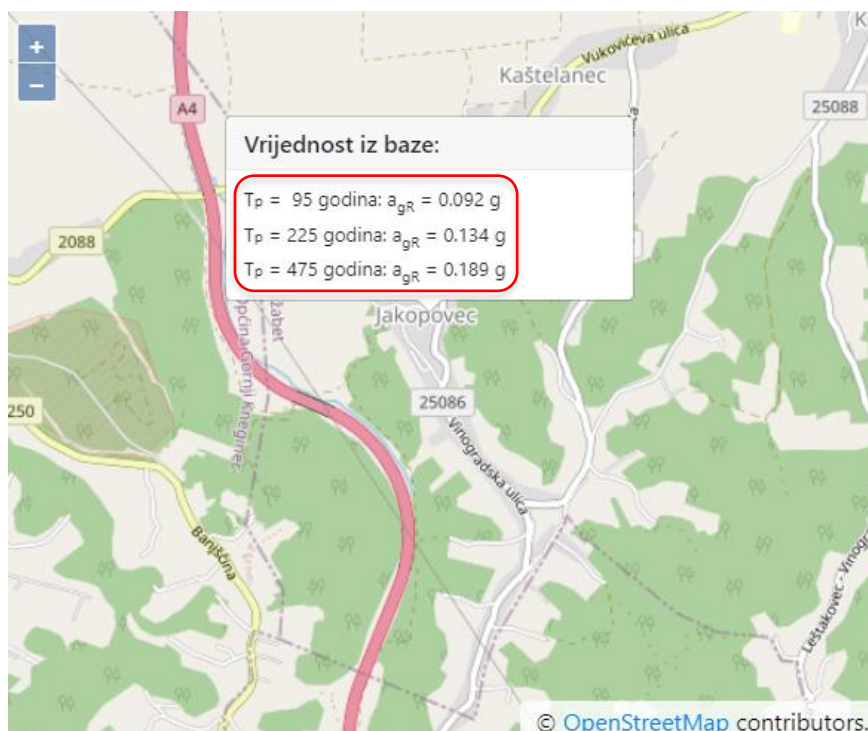 +
−
Vukovićeva ulica
Kaštelanec
A4
25088
Vrijednost iz baze:
Tp = 95 godina: agR = 0.092 g
Tp = 225 godina: agR = 0.134 g
Tp = 475 godina: agR = 0.189 g
2088
Jakopovec
žabet
Općina Gornji Kneginec
25086
250
Vinogradska ulica
Banjščina
Leštakovec - Vinogra
© OpenStreetMap contributors.